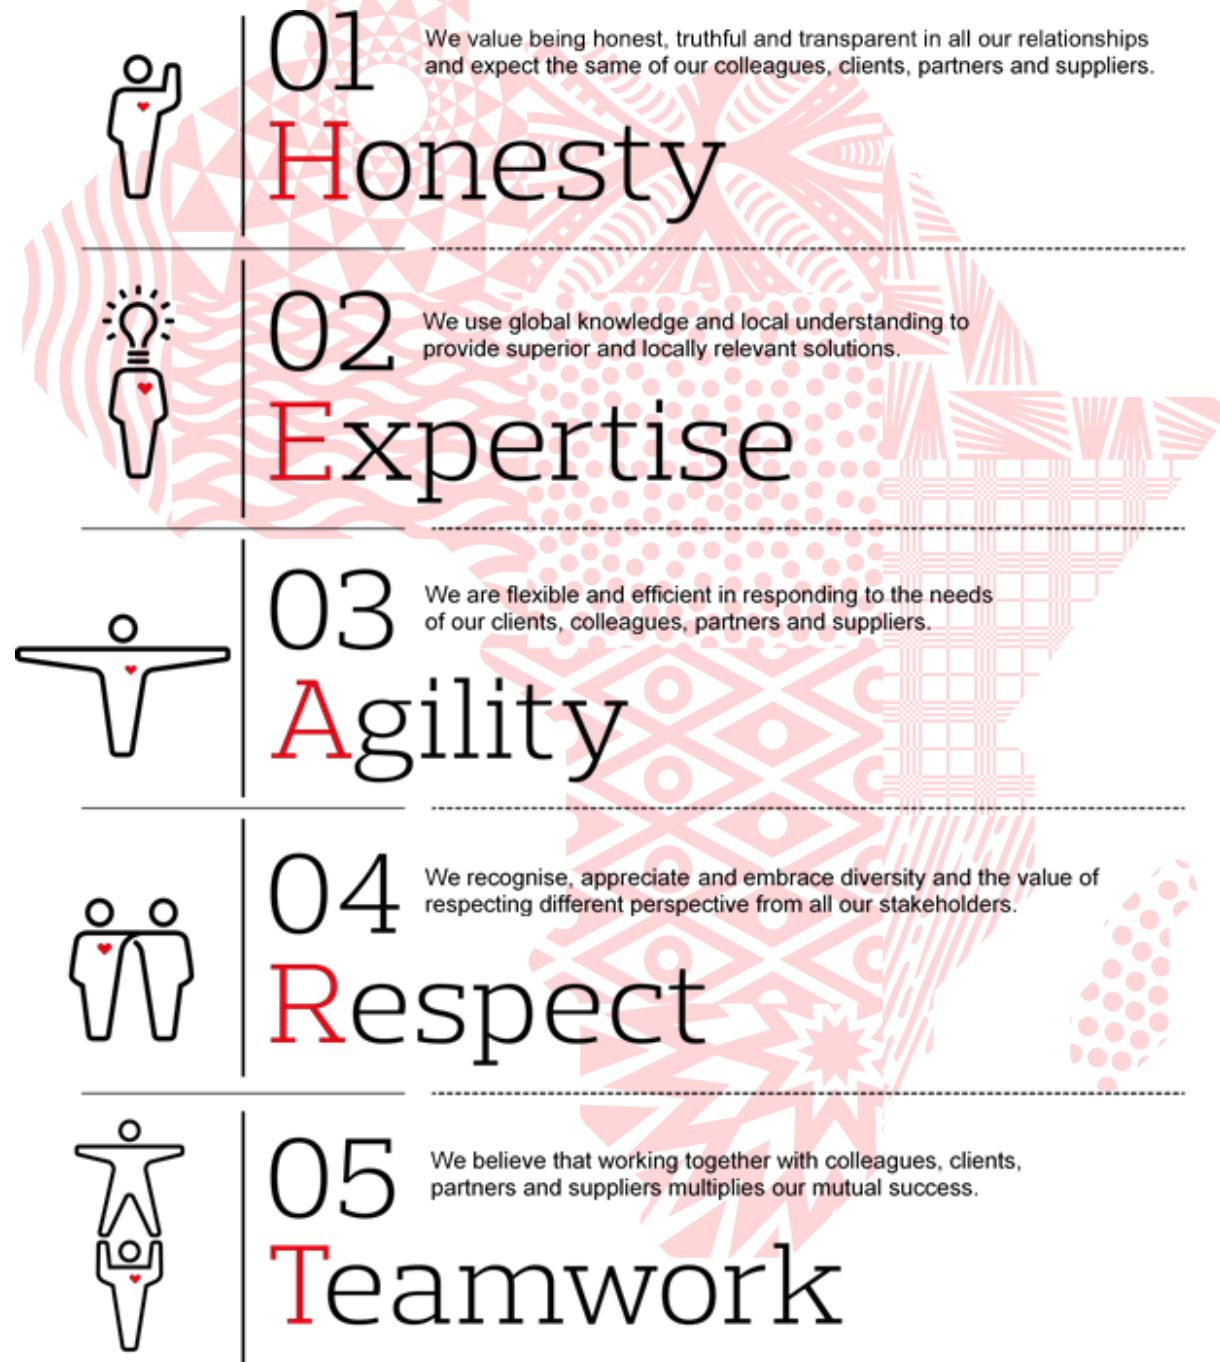 01
We value being honest, truthful and transparent in all our relationships
and expect the same of our colleagues, clients, partners and suppliers.
Honesty
02
We use global knowledge and local understanding to
provide superior and locally relevant solutions.
Expertise
03
We are flexible and efficient in responding to the needs
of our clients, colleagues, partners and suppliers.
Agility
04
We recognise, appreciate and embrace diversity and the value of
respecting different perspective from all our stakeholders.
Respect
05
We believe that working together with colleagues, clients,
partners and suppliers multiplies our mutual success.
Teamwork